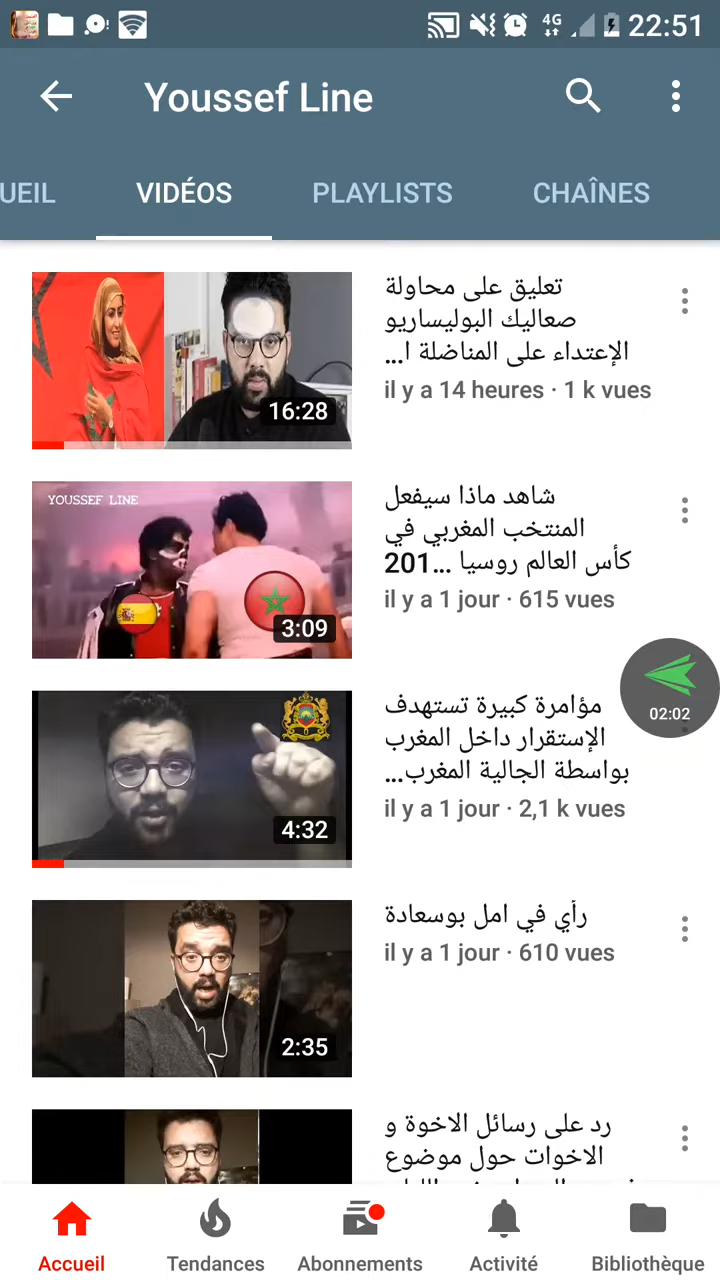 4G 22:51
Youssef Line
UEIL VIDÉOS PLAYLISTS CHAÎNES
16:28
تعليق على محاولة
صعاليك البوليساريو
الإعتداء على المناضلة ا...
il y a 14 heures · 1 k vues
YOUSSEF LINE
3:09
شاهد ماذا سيفعل
المنتخب المغربي في
كأس العالم روسيا ...201
il y a 1 jour · 615 vues
02:02
4:32
مؤامرة كبيرة تستهدف
الإستقرار داخل المغرب
بواسطة الجالية المغرب...
il y a 1 jour · 2,1 k vues
2:35
رأي في امل بوسعادة
il y a 1 jour · 610 vues
رد على رسائل الاخوة و
الاخوات حول موضوع
Accueil Tendances Abonnements Activité Bibliothèque